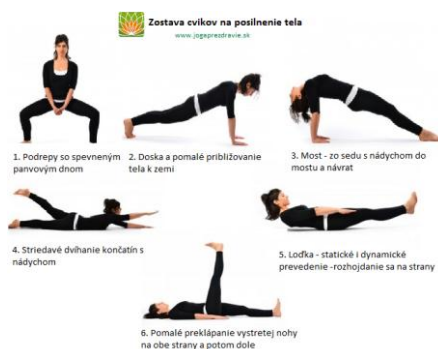 Zostava cvikov na posilnenie tela
www.jogaprezdravie.sk
1. Podrepy so spevneným
panvovým dnom
2. Doska a pomalé približovanie
tela k zemi
3. Most - zo sedu s nádychom do
mostu a návrat
4. Striedavé dvíhanie končatín s
nádychom
5. Loďka - statické i dynamické
prevedenie -rozhojdanie sa na strany
6. Pomalé preklápanie vystretej nohy
na obe strany a potom dole